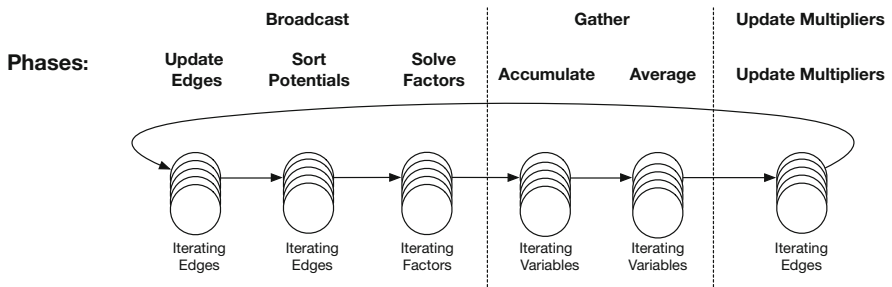 Broadcast Gather Update Multipliers
Phases: Update Edges Sort Potentials Solve Factors Accumulate Average Update Multipliers
Iterating Edges Iterating Edges Iterating Factors Iterating Variables Iterating Variables Iterating Edges